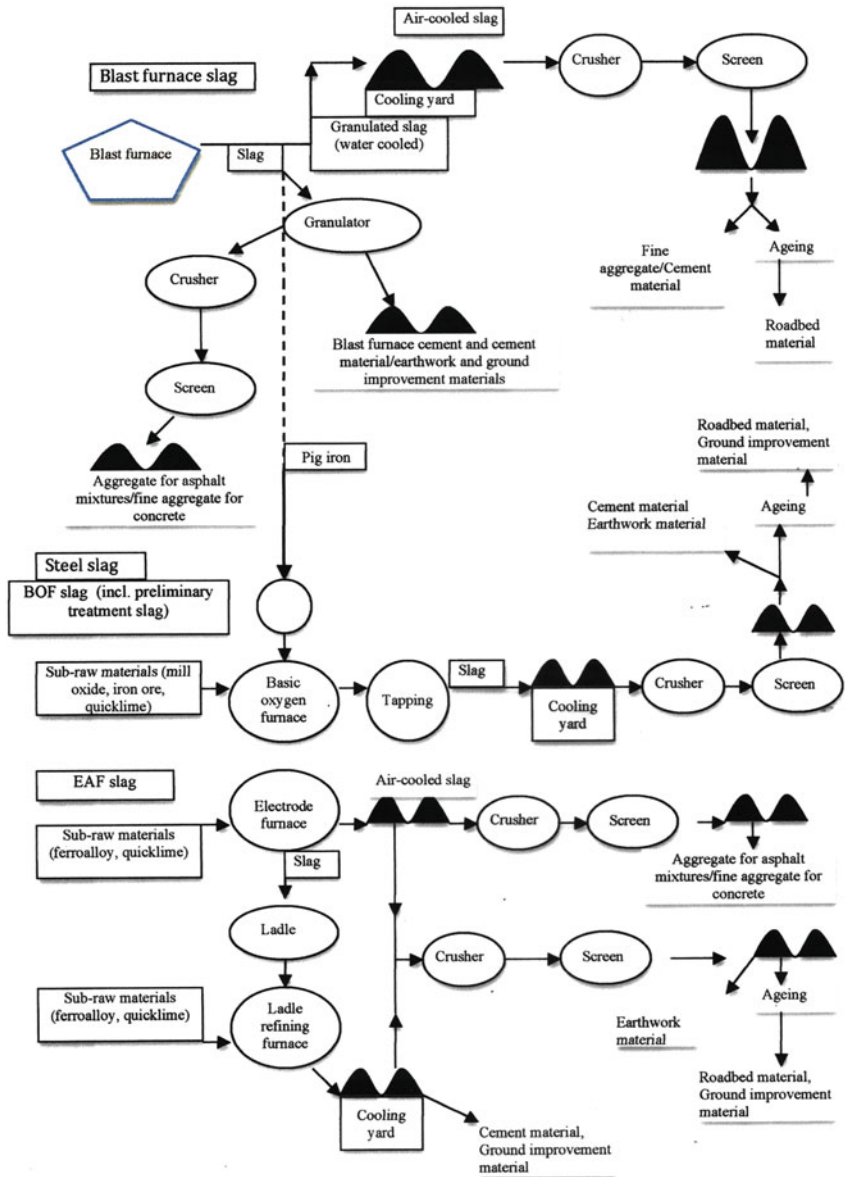 Air-cooled slag
Blast furnace slag
Crusher
Screen
Cooling yard
Granulated slag
(water cooled)
Blast furnace
Slag
Granulator
Fine
aggregate/Cement
material
Ageing
Crusher
Roadbed
material
Blast furnace cement and cement
material/earthwork and ground
improvement materials
Screen
Roadbed material,
Ground improvement
material
Pig iron
Aggregate for asphalt
mixtures/fine aggregate for
concrete
Cement material
Earthwork material
Ageing
Steel slag
BOF slag (incl. preliminary
treatment slag)
Sub-raw materials (mill
oxide, iron ore,
quicklime)
Basic
oxygen
furnace
Tapping
Slag
Cooling
yard
Crusher
Screen
EAF slag
Air-cooled slag
Electrode
furnace
Crusher
Screen
Sub-raw materials
(ferroalloy, quicklime)
Slag
Aggregate for asphalt
mixtures/fine aggregate for
concrete
Ladle
Crusher
Screen
Sub-raw materials
(ferroalloy, quicklime)
Ladle
refining
furnace
Ageing
Earthwork
material
Roadbed material,
Ground improvement
material
Cooling
yard
Cement material,
Ground improvement
material